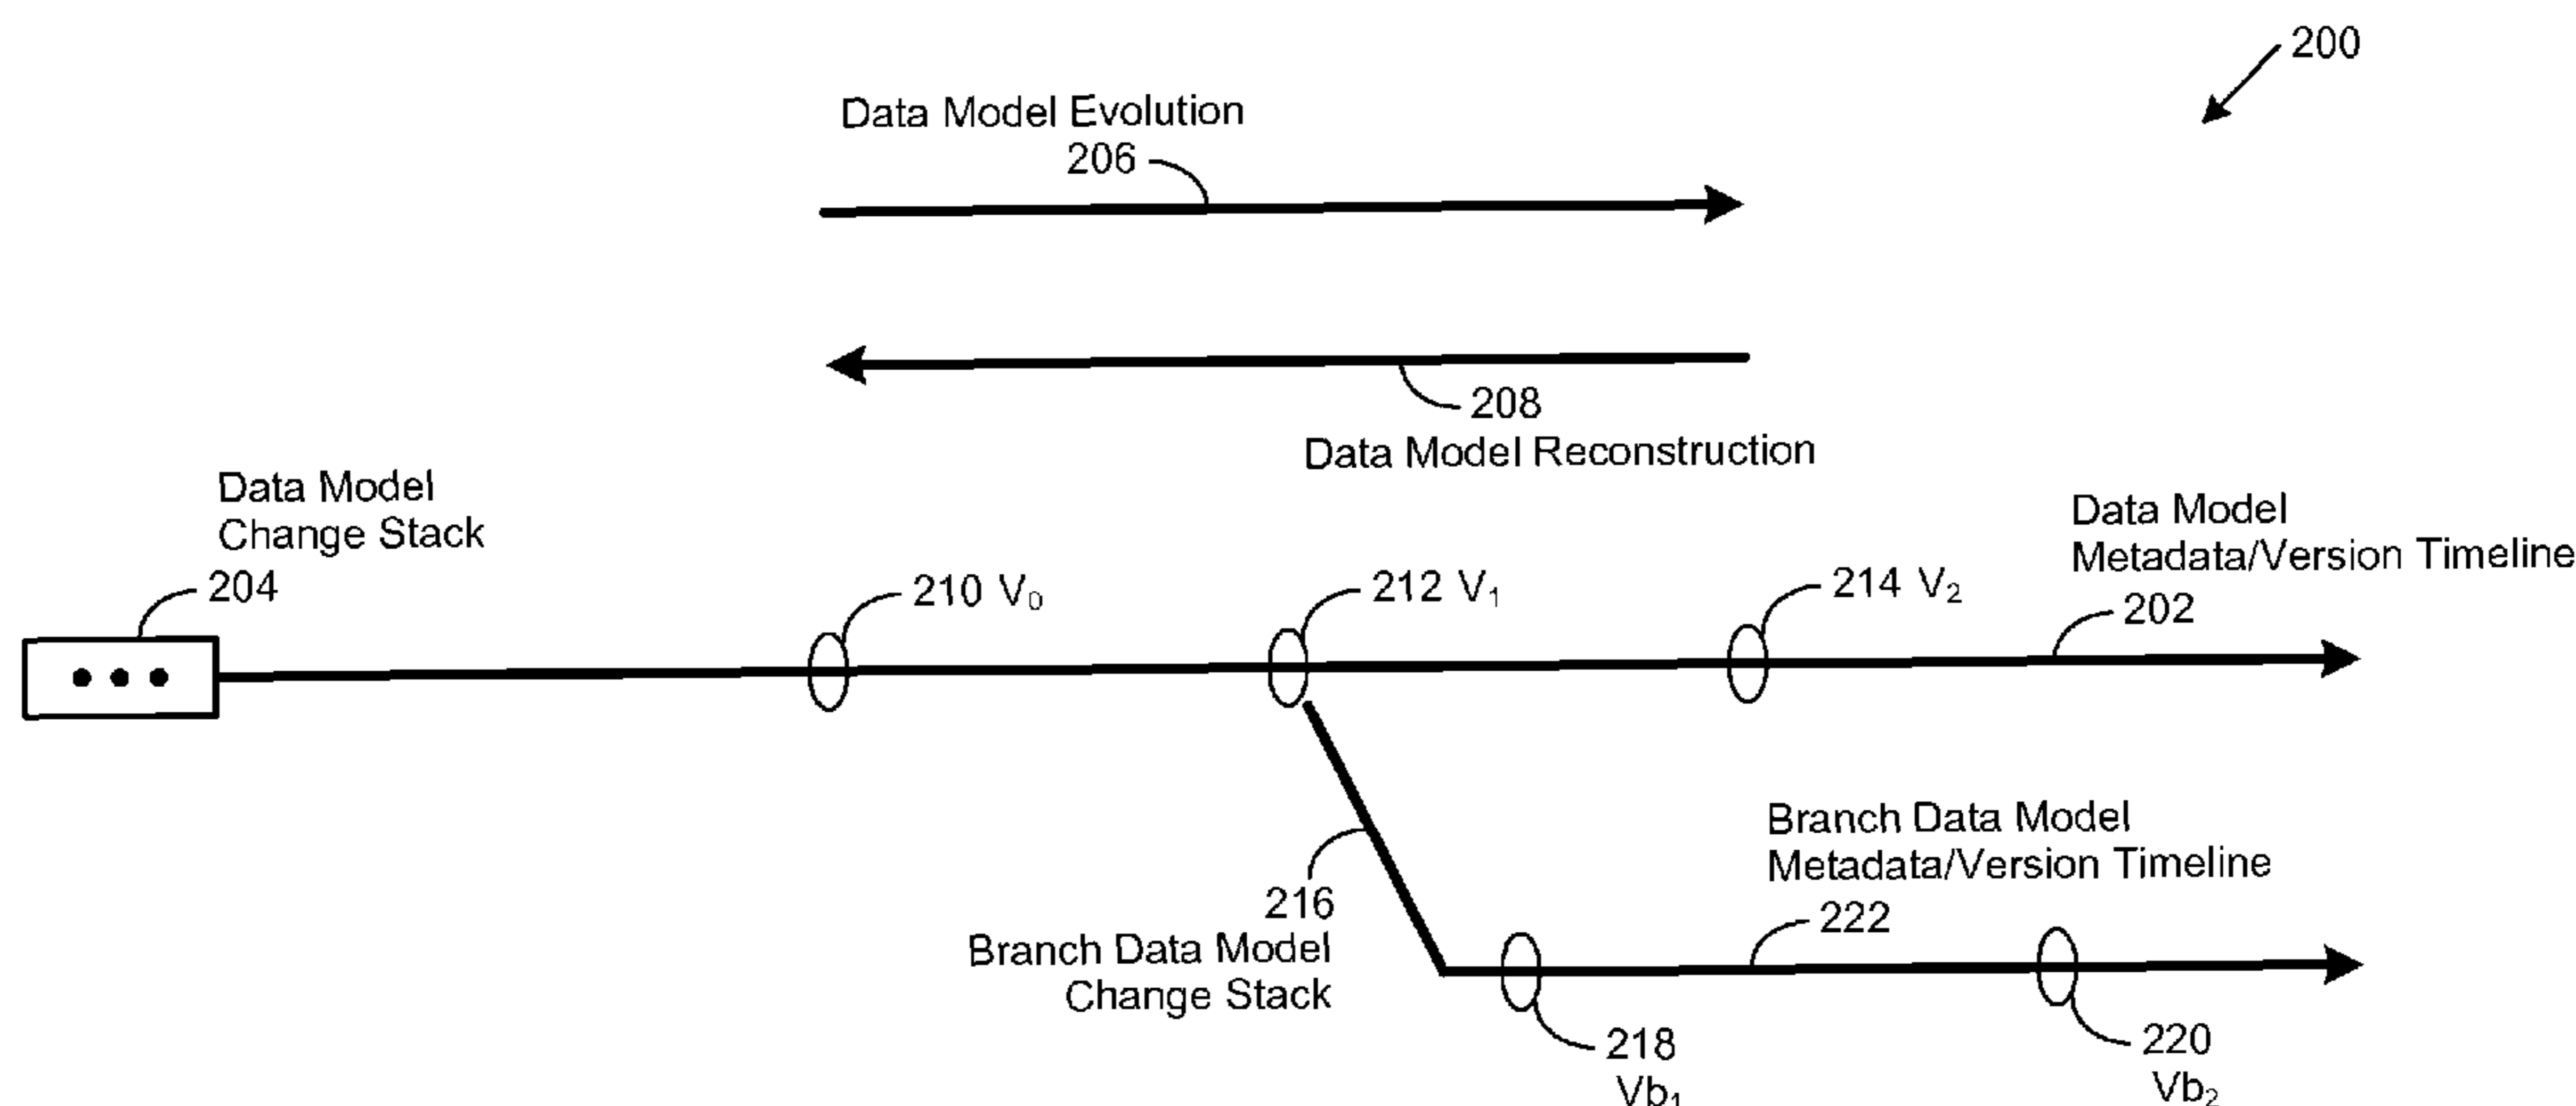 200
Data Model Evolution
206
208
Data Model Reconstruction
Data Model
Change Stack
204
210 V₀
212 V₁
214 V₂
Data Model
Metadata/Version Timeline
202
216
Branch Data Model
Change Stack
Branch Data Model
Metadata/Version Timeline
222
218
Vb₁
220
Vb₂